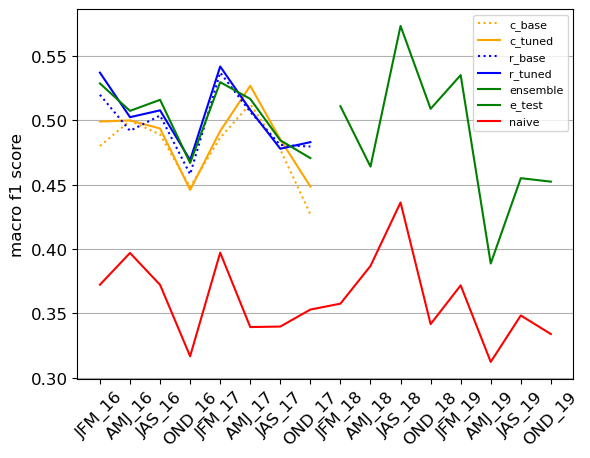 macro f1 score
0.55
0.50
0.45
0.40
0.35
0.30
c_base
c_tuned
r_base
r_tuned
ensemble
e_test
naive
JFM_16
AMJ_16
JAS_16
OND_16
JFM_17
AMJ_17
JAS_17
OND_17
JFM_18
AMJ_18
JAS_18
OND_18
JFM_19
AMJ_19
JAS_19
OND_19